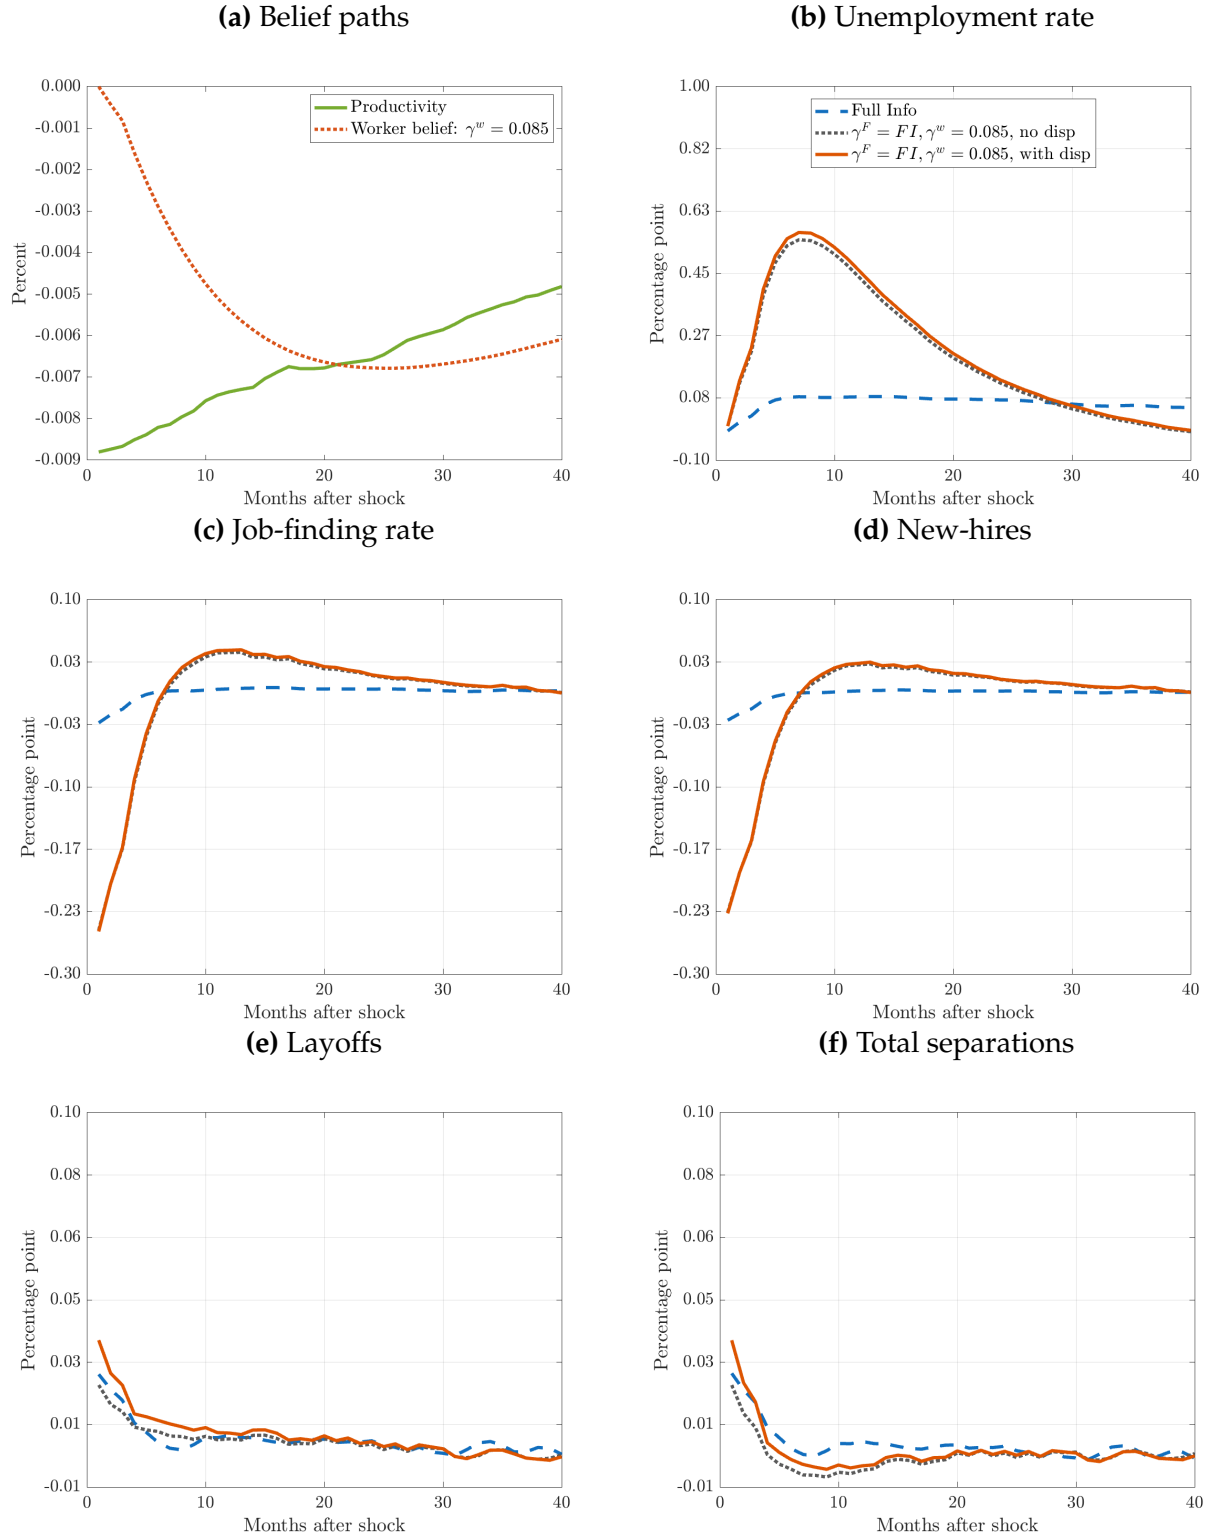 (a) Belief paths
0.000
-0.001
-0.002
-0.003
-0.004
-0.005
-0.006
-0.007
-0.008
-0.009
Percent
Productivity
Worker belief: γ^w = 0.085
0 10 20 30 40
Months after shock
(b) Unemployment rate
1.00
0.82
0.63
0.45
0.27
0.08
-0.10
Percentage point
Full Info
γ^F = FI, γ^w = 0.085, no disp
γ^F = FI, γ^w = 0.085, with disp
0 10 20 30 40
Months after shock
(c) Job-finding rate
0.10
0.03
-0.03
-0.10
-0.17
-0.23
-0.30
Percentage point
0 10 20 30 40
Months after shock
(d) New-hires
0.10
0.03
-0.03
-0.10
-0.17
-0.23
-0.30
Percentage point
0 10 20 30 40
Months after shock
(e) Layoffs
0.10
0.08
0.06
0.05
0.03
0.01
-0.01
Percentage point
0 10 20 30 40
Months after shock
(f) Total separations
0.10
0.08
0.06
0.05
0.03
0.01
-0.01
Percentage point
0 10 20 30 40
Months after shock